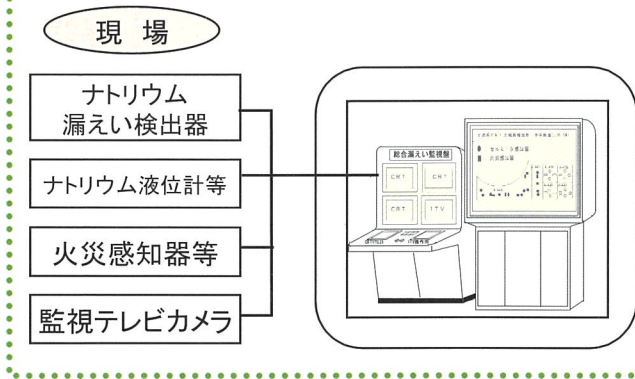 現場
ナトリウム
漏えい検出器
ナトリウム液位計等
火災感知器等
監視テレビカメラ
総合漏えい監視盤
CRT
ITV